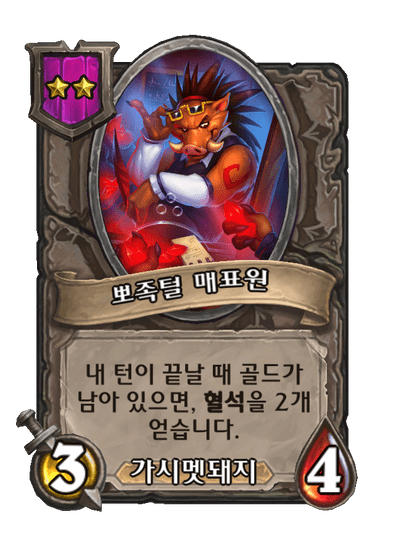 뽀족털 매표원
내 턴이 끝날 때 골드가
남아 있으면, 혈석을 2개
얻습니다.
3
가시멧돼지
4